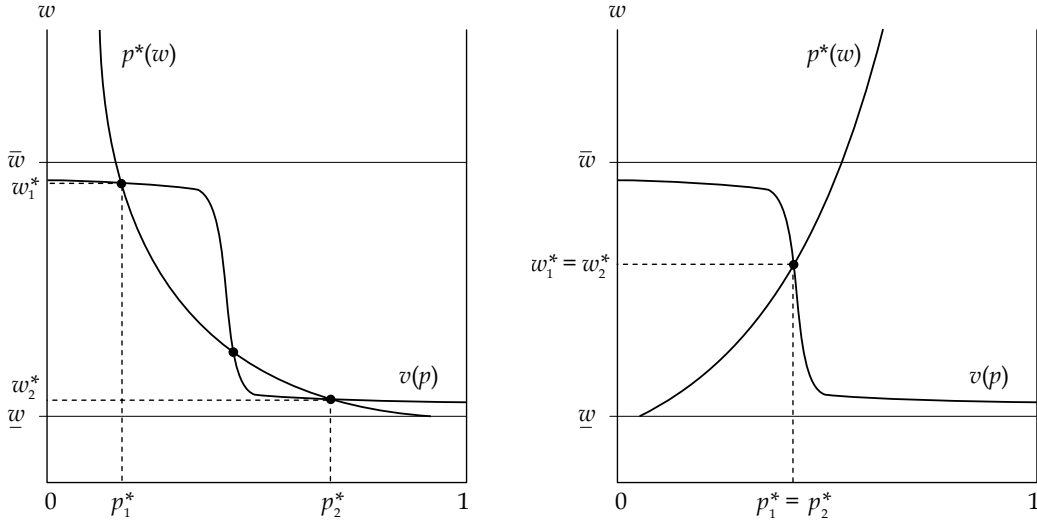 w
p*(w)
w̅
w₁*
w₂*
w̲
v(p)
0
p₁*
p₂*
1
w
p*(w)
w̅
w₁* = w₂*
v(p)
w̲
0
p₁* = p₂*
1